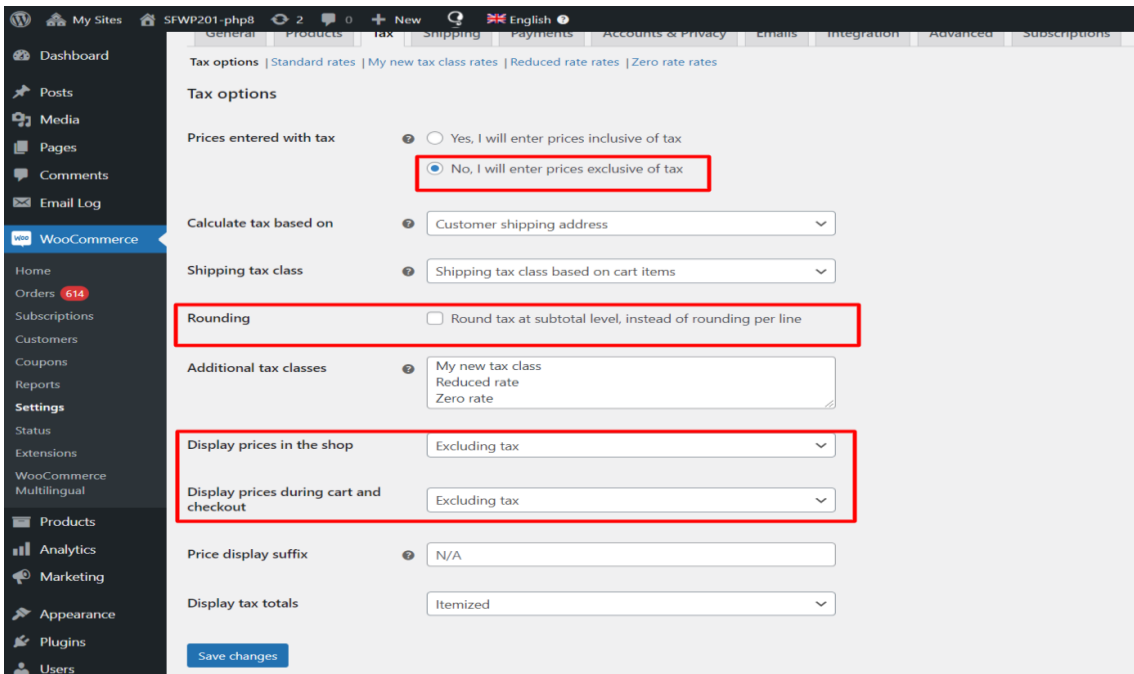 My Sites SFWP201-php8 2 0 New English
General Products Tax Shipping Payments Accounts & Privacy Emails Integration Advanced Subscriptions
Dashboard
Tax options | Standard rates | My new tax class rates | Reduced rate rates | Zero rate rates
Posts
Tax options
Media
Prices entered with tax
Yes, I will enter prices inclusive of tax
Pages
No, I will enter prices exclusive of tax
Comments
Email Log
Calculate tax based on
Customer shipping address
Woo WooCommerce
Home
Shipping tax class
Shipping tax class based on cart items
Orders 614
Subscriptions
Rounding
Round tax at subtotal level, instead of rounding per line
Customers
Coupons
Additional tax classes
My new tax class
Reduced rate
Zero rate
Reports
Settings
Status
Display prices in the shop
Excluding tax
Extensions
WooCommerce
Multilingual
Display prices during cart and
checkout
Excluding tax
Products
Analytics
Price display suffix
N/A
Marketing
Display tax totals
Itemized
Appearance
Plugins
Save changes
Users